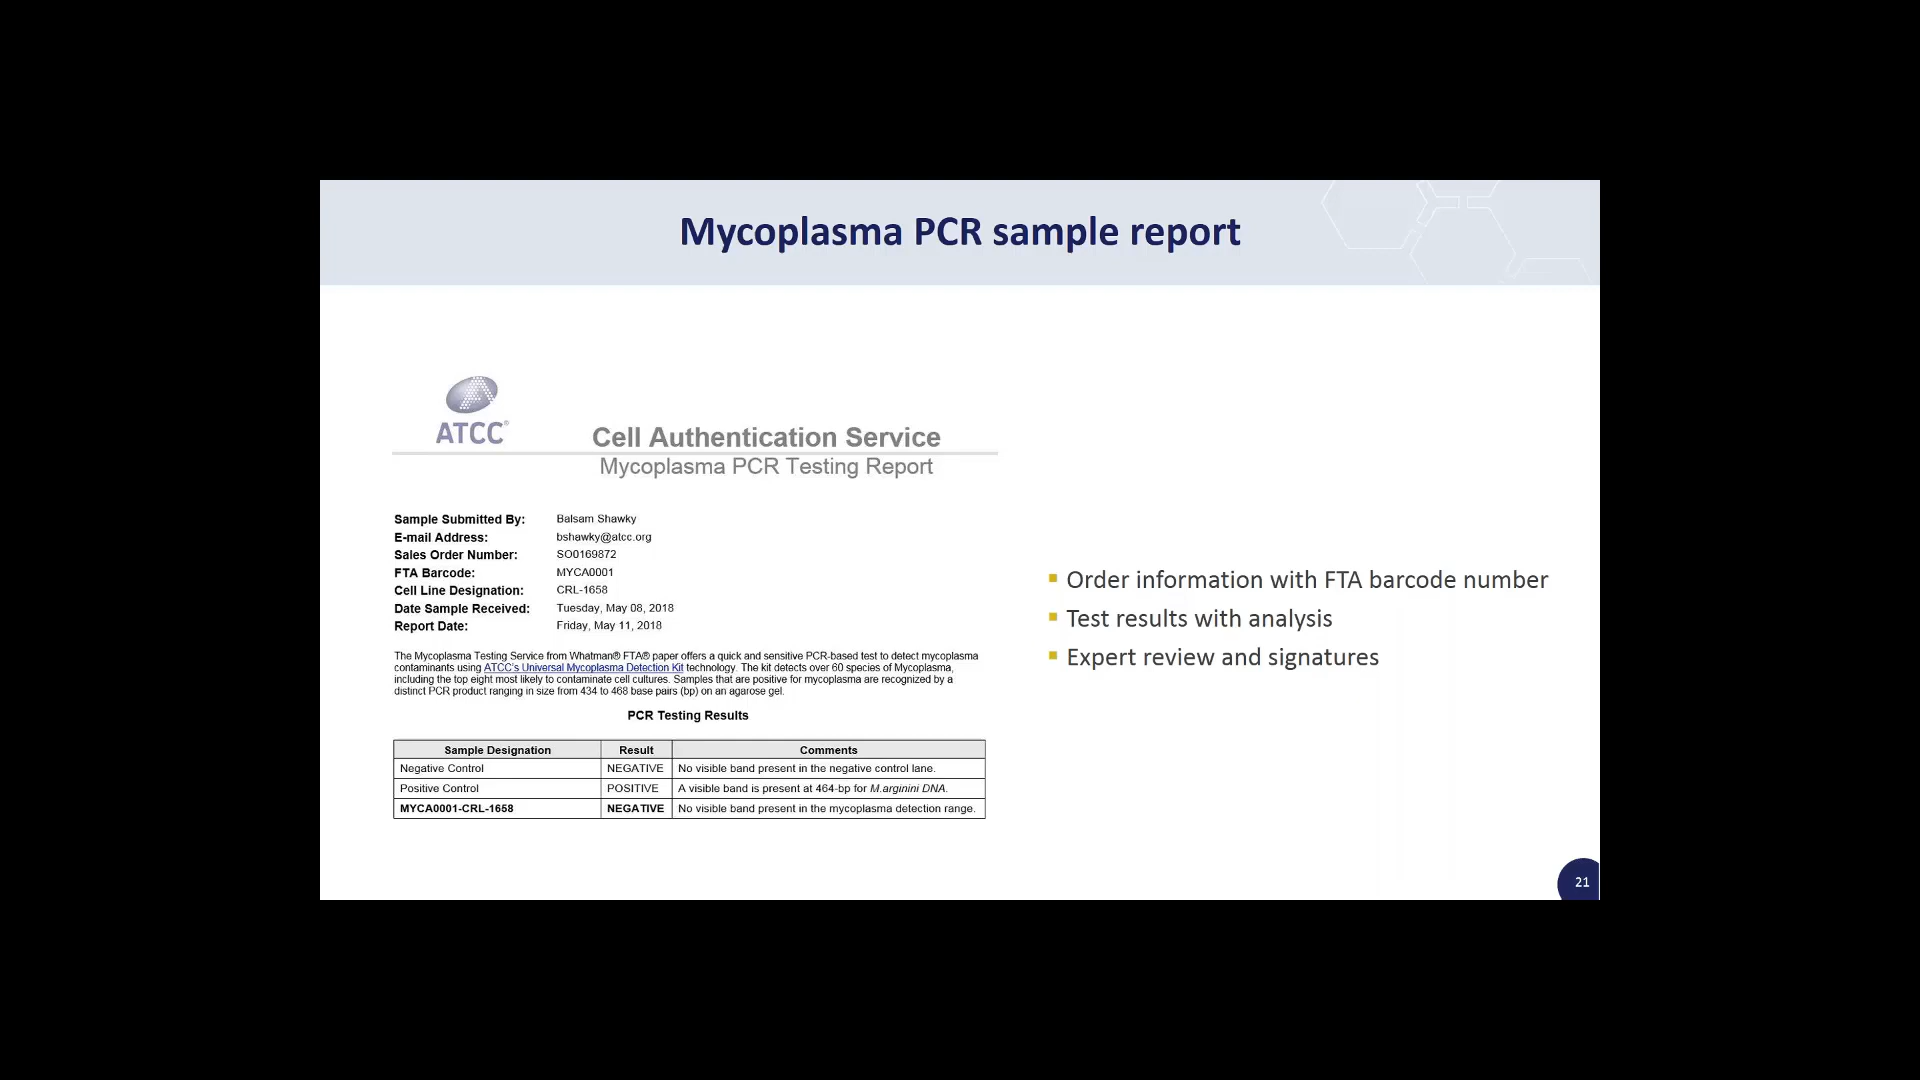 Mycoplasma PCR sample report
ATCC®
Cell Authentication Service
Mycoplasma PCR Testing Report
Sample Submitted By: Balsam Shawky
E-mail Address: bshawky@atcc.org
Sales Order Number: SO0169872
FTA Barcode: MYCA0001
Cell Line Designation: CRL-1658
Date Sample Received: Tuesday, May 08, 2018
Report Date: Friday, May 11, 2018
The Mycoplasma Testing Service from Whatman® FTA® paper offers a quick and sensitive PCR-based test to detect mycoplasma
contaminants using ATCC's Universal Mycoplasma Detection Kit technology. The kit detects over 60 species of Mycoplasma,
including the top eight most likely to contaminate cell cultures. Samples that are positive for mycoplasma are recognized by a
distinct PCR product ranging in size from 434 to 468 base pairs (bp) on an agarose gel.
PCR Testing Results
Sample Designation Result Comments
Negative Control NEGATIVE No visible band present in the negative control lane.
Positive Control POSITIVE A visible band is present at 464-bp for M.arginini DNA.
MYCA0001-CRL-1658 NEGATIVE No visible band present in the mycoplasma detection range.
▪ Order information with FTA barcode number
▪ Test results with analysis
▪ Expert review and signatures
21